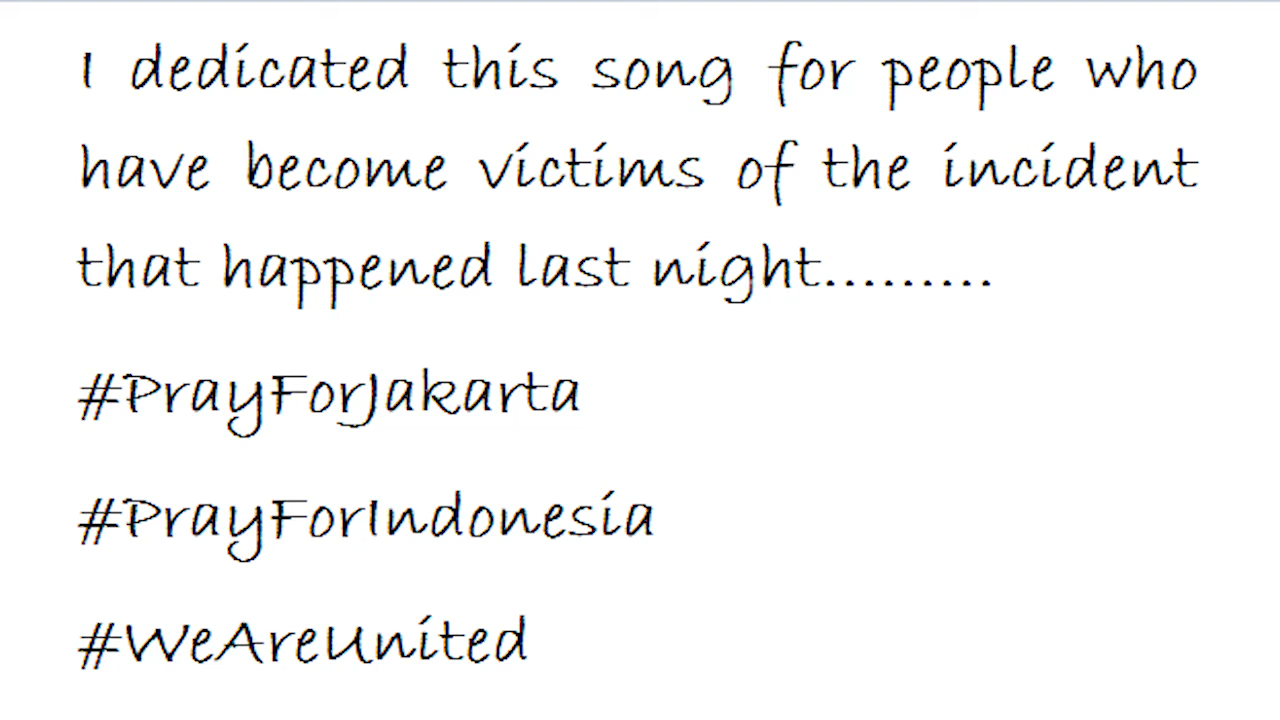 I dedicated this song for people who
have become victims of the incident
that happened last night.........
#PrayForJakarta
#PrayForIndonesia
#WeAreUnited